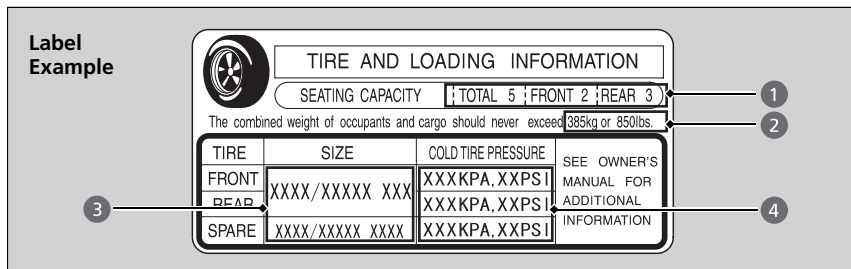 Label
Example
TIRE AND LOADING INFORMATION
SEATING CAPACITY TOTAL 5 FRONT 2 REAR 3
1
The combined weight of occupants and cargo should never exceed 385kg or 850lbs.
2
TIRE SIZE COLD TIRE PRESSURE
SEE OWNER'S
MANUAL FOR
ADDITIONAL
INFORMATION
FRONT XXXX/XXXXX XXX XXXKPA,XXPSI
REAR XXXKPA,XXPSI
3
4
SPARE XXXX/XXXXX XXXX XXXKPA,XXPSI